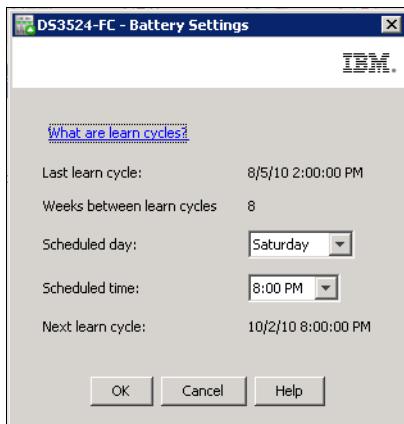 DS3524-FC - Battery Settings
IBM.
What are learn cycles?
Last learn cycle: 8/5/10 2:00:00 PM
Weeks between learn cycles 8
Scheduled day: Saturday
Scheduled time: 8:00 PM
Next learn cycle: 10/2/10 8:00:00 PM
OK Cancel Help